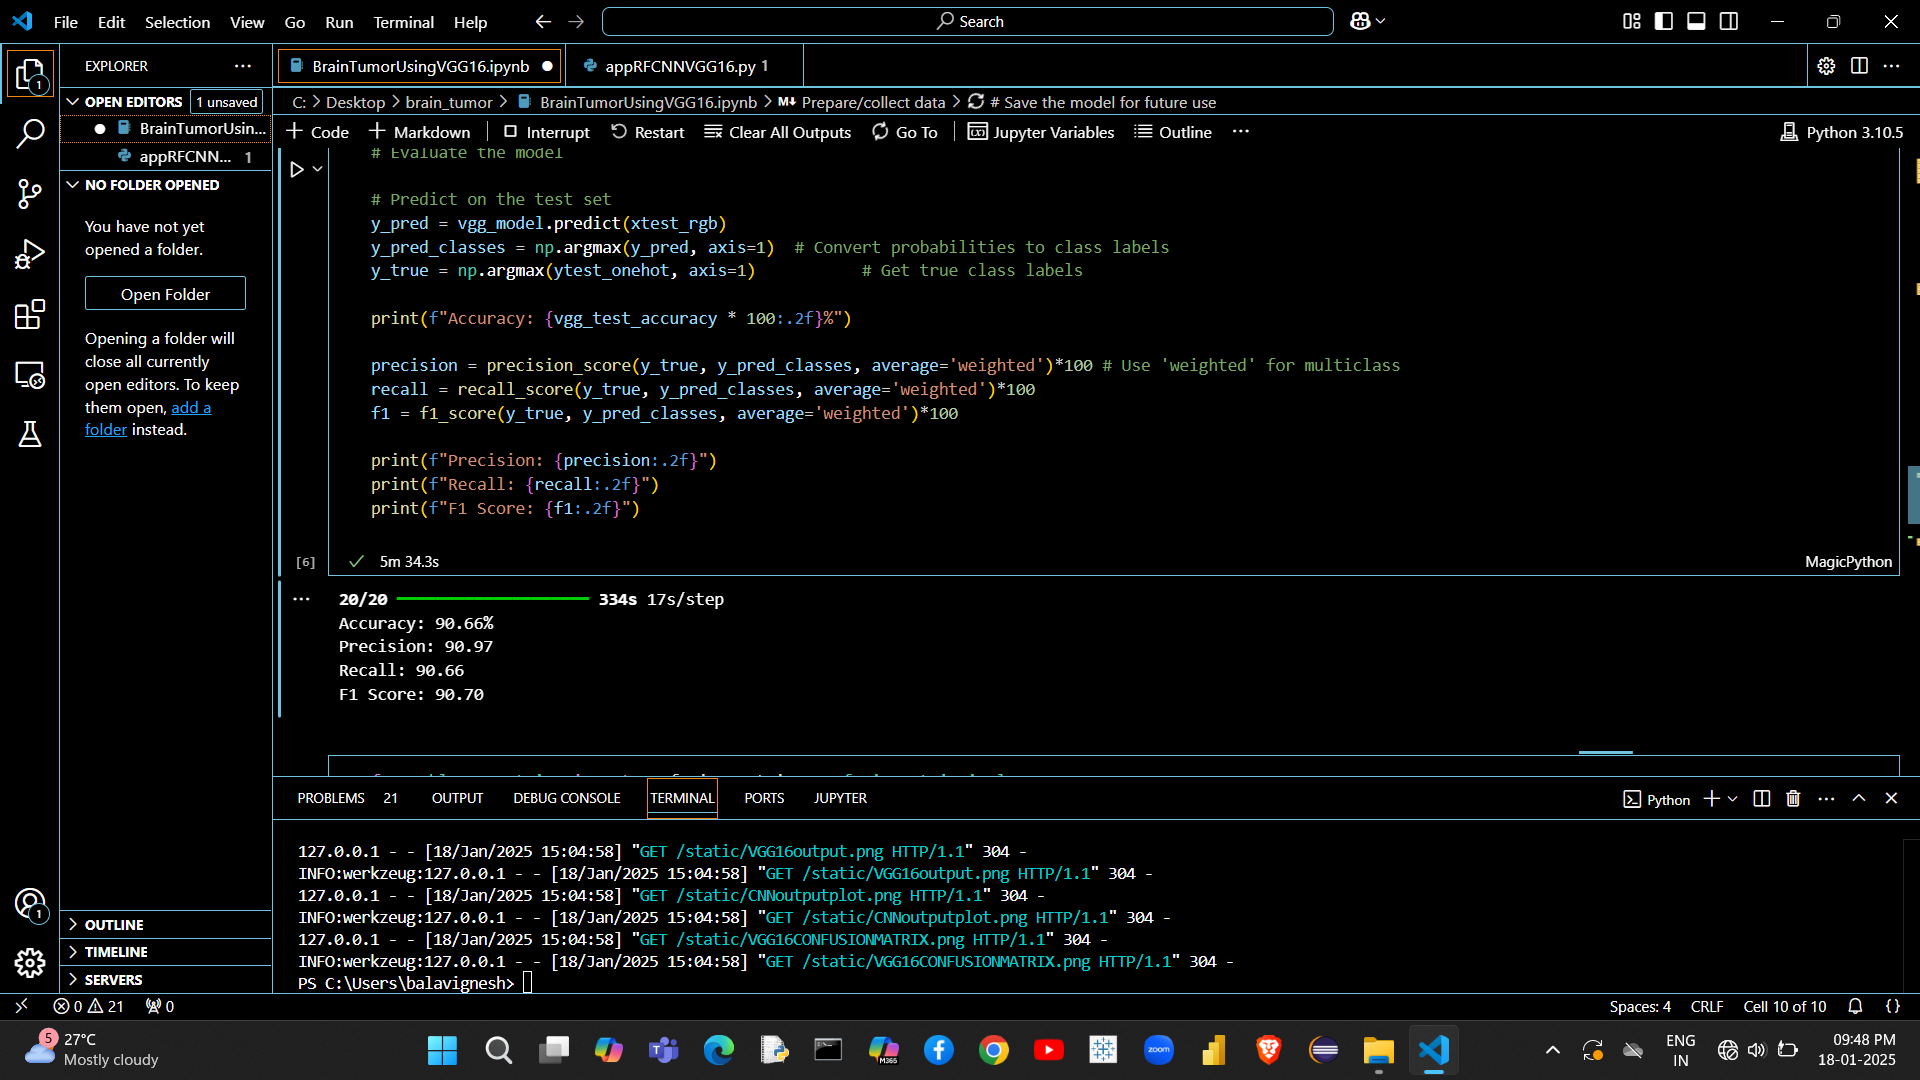 File Edit Selection View Go Run Terminal Help
Search
EXPLORER
BrainTumorUsingVGG16.ipynb
appRFCNNVGG16.py 1
OPEN EDITORS 1 unsaved
BrainTumorUsin...
appRFCNN... 1
NO FOLDER OPENED
You have not yet
opened a folder.
Open Folder
Opening a folder will
close all currently
open editors. To keep
them open, add a
folder instead.
OUTLINE
TIMELINE
SERVERS
C: > Desktop > brain_tumor > BrainTumorUsingVGG16.ipynb > M↓ Prepare/collect data > # Save the model for future use
Code Markdown Interrupt Restart Clear All Outputs Go To Jupyter Variables Outline ...
Python 3.10.5
# Evaluate the model
# Predict on the test set
y_pred = vgg_model.predict(xtest_rgb)
y_pred_classes = np.argmax(y_pred, axis=1)  # Convert probabilities to class labels
y_true = np.argmax(ytest_onehot, axis=1)           # Get true class labels
print(f"Accuracy: {vgg_test_accuracy * 100:.2f}%")
precision = precision_score(y_true, y_pred_classes, average='weighted')*100 # Use 'weighted' for multiclass
recall = recall_score(y_true, y_pred_classes, average='weighted')*100
f1 = f1_score(y_true, y_pred_classes, average='weighted')*100
print(f"Precision: {precision:.2f}")
print(f"Recall: {recall:.2f}")
print(f"F1 Score: {f1:.2f}")
[6] 5m 34.3s
MagicPython
20/20 334s 17s/step
Accuracy: 90.66%
Precision: 90.97
Recall: 90.66
F1 Score: 90.70
PROBLEMS 21 OUTPUT DEBUG CONSOLE TERMINAL PORTS JUPYTER
Python
127.0.0.1 - - [18/Jan/2025 15:04:58] "GET /static/VGG16output.png HTTP/1.1" 304 -
INFO:werkzeug:127.0.0.1 - - [18/Jan/2025 15:04:58] "GET /static/VGG16output.png HTTP/1.1" 304 -
127.0.0.1 - - [18/Jan/2025 15:04:58] "GET /static/CNNoutputplot.png HTTP/1.1" 304 -
INFO:werkzeug:127.0.0.1 - - [18/Jan/2025 15:04:58] "GET /static/CNNoutputplot.png HTTP/1.1" 304 -
127.0.0.1 - - [18/Jan/2025 15:04:58] "GET /static/VGG16CONFUSIONMATRIX.png HTTP/1.1" 304 -
INFO:werkzeug:127.0.0.1 - - [18/Jan/2025 15:04:58] "GET /static/VGG16CONFUSIONMATRIX.png HTTP/1.1" 304 -
PS C:\Users\balavignesh>
0 21 0
Spaces: 4 CRLF Cell 10 of 10 {}
5 27°C
Mostly cloudy
M365
zoom
ENG
IN
09:48 PM
18-01-2025